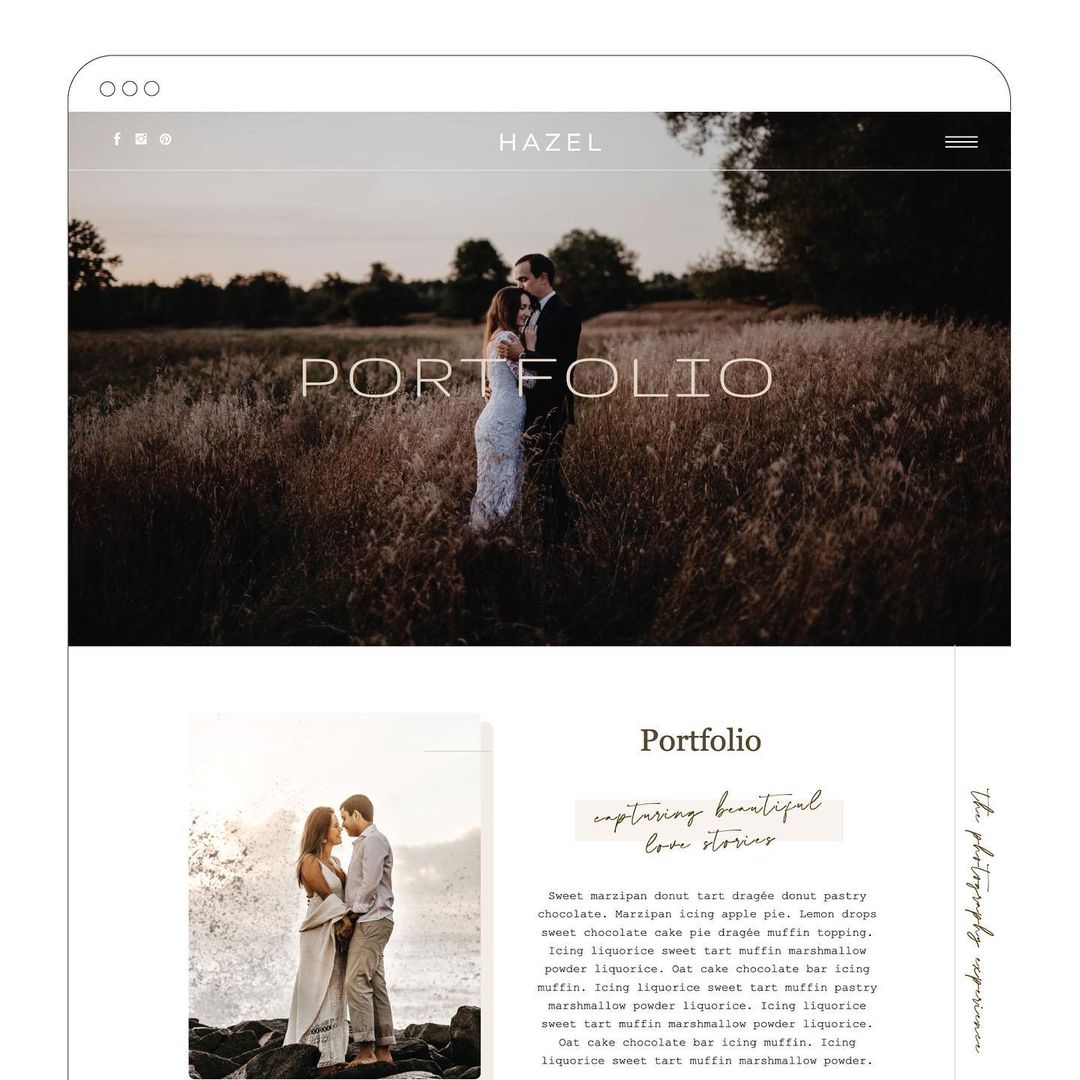 HAZEL
PORTFOLIO
Portfolio
capturing beautiful
love stories
Sweet marzipan donut tart dragée donut pastry
chocolate. Marzipan icing apple pie. Lemon drops
sweet chocolate cake pie dragée muffin topping.
Icing liquorice sweet tart muffin marshmallow
powder liquorice. Oat cake chocolate bar icing
muffin. Icing liquorice sweet tart muffin pastry
marshmallow powder liquorice. Icing liquorice
sweet tart muffin marshmallow powder liquorice.
Oat cake chocolate bar icing muffin. Icing
liquorice sweet tart muffin marshmallow powder.
the photography experience